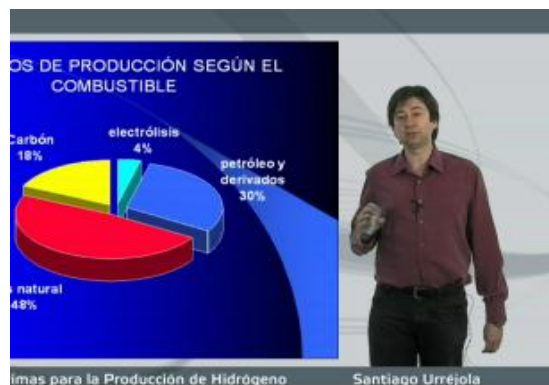 OS DE PRODUCCIÓN SEGÚN EL
COMBUSTIBLE
Carbón
18%
electrólisis
4%
petróleo y
derivados
30%
s natural
48%
imas para la Producción de Hidrógeno
Santiago Urréjola